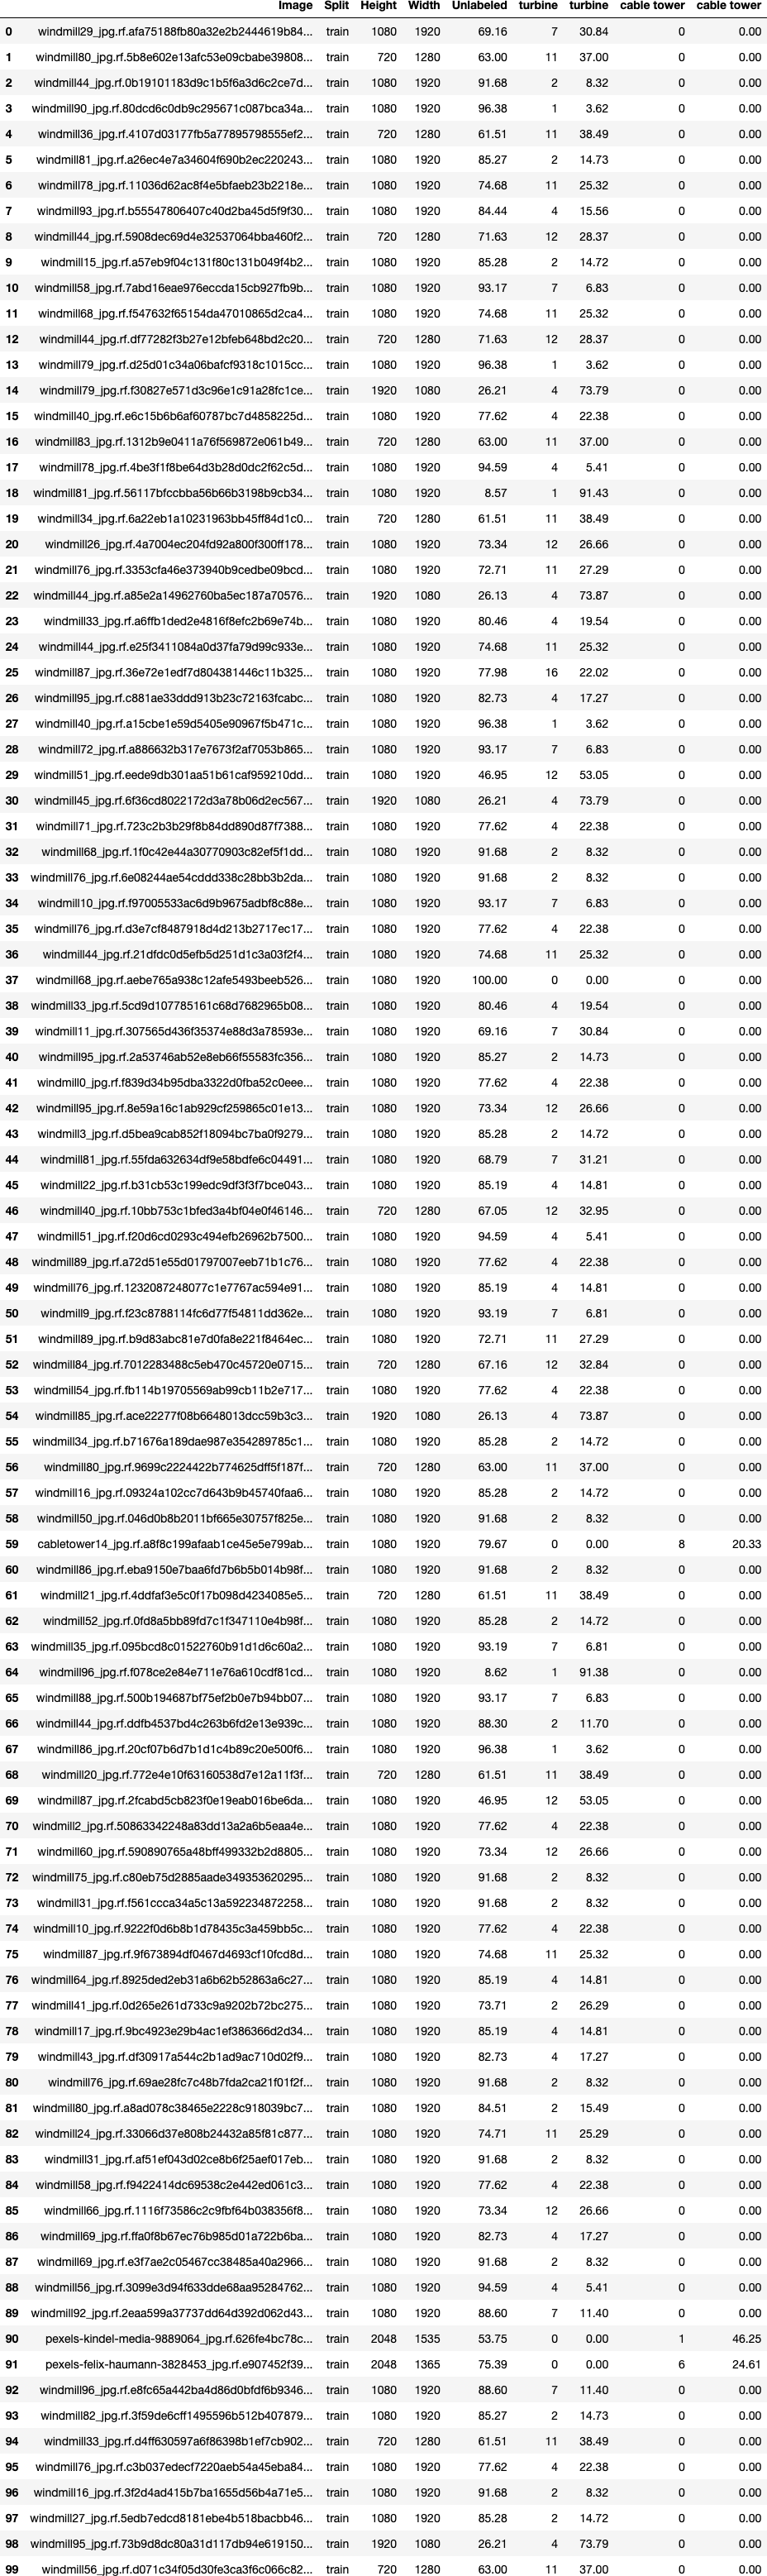 Image Split Height Width Unlabeled turbine turbine cable tower cable tower
0 windmill29_jpg.rf.afa75188fb80a32e2b2444619b84... train 1080 1920 69.16 7 30.84 0 0.00
1 windmill80_jpg.rf.5b8e602e13afc53e09cbabe39808... train 720 1280 63.00 11 37.00 0 0.00
2 windmill44_jpg.rf.0b19101183d9c1b5f6a3d6c2ce7d... train 1080 1920 91.68 2 8.32 0 0.00
3 windmill90_jpg.rf.80dcd6c0db9c295671c087bca34a... train 1080 1920 96.38 1 3.62 0 0.00
4 windmill36_jpg.rf.4107d03177fb5a77895798555ef2... train 720 1280 61.51 11 38.49 0 0.00
5 windmill81_jpg.rf.a26ec4e7a34604f690b2ec220243... train 1080 1920 85.27 2 14.73 0 0.00
6 windmill78_jpg.rf.11036d62ac8f4e5bfaeb23b2218e... train 1080 1920 74.68 11 25.32 0 0.00
7 windmill93_jpg.rf.b55547806407c40d2ba45d5f9f30... train 1080 1920 84.44 4 15.56 0 0.00
8 windmill44_jpg.rf.5908dec69d4e32537064bba460f2... train 720 1280 71.63 12 28.37 0 0.00
9 windmill15_jpg.rf.a57eb9f04c131f80c131b049f4b2... train 1080 1920 85.28 2 14.72 0 0.00
10 windmill58_jpg.rf.7abd16eae976eccda15cb927fb9b... train 1080 1920 93.17 7 6.83 0 0.00
11 windmill68_jpg.rf.f547632f65154da47010865d2ca4... train 1080 1920 74.68 11 25.32 0 0.00
12 windmill44_jpg.rf.df77282f3b27e12bfeb648bd2c20... train 720 1280 71.63 12 28.37 0 0.00
13 windmill79_jpg.rf.d25d01c34a06bafcf9318c1015cc... train 1080 1920 96.38 1 3.62 0 0.00
14 windmill79_jpg.rf.f30827e571d3c96e1c91a28fc1ce... train 1920 1080 26.21 4 73.79 0 0.00
15 windmill40_jpg.rf.e6c15b6b6af60787bc7d4858225d... train 1080 1920 77.62 4 22.38 0 0.00
16 windmill83_jpg.rf.1312b9e0411a76f569872e061b49... train 720 1280 63.00 11 37.00 0 0.00
17 windmill78_jpg.rf.4be3f1f8be64d3b28d0dc2f62c5d... train 1080 1920 94.59 4 5.41 0 0.00
18 windmill81_jpg.rf.56117bfccbba56b66b3198b9cb34... train 1080 1920 8.57 1 91.43 0 0.00
19 windmill34_jpg.rf.6a22eb1a10231963bb45ff84d1c0... train 720 1280 61.51 11 38.49 0 0.00
20 windmill26_jpg.rf.4a7004ec204fd92a800f300ff178... train 1080 1920 73.34 12 26.66 0 0.00
21 windmill76_jpg.rf.3353cfa46e373940b9cedbe09bcd... train 1080 1920 72.71 11 27.29 0 0.00
22 windmill44_jpg.rf.a85e2a14962760ba5ec187a70576... train 1920 1080 26.13 4 73.87 0 0.00
23 windmill33_jpg.rf.a6ffb1ded2e4816f8efc2b69e74b... train 1080 1920 80.46 4 19.54 0 0.00
24 windmill44_jpg.rf.e25f3411084a0d37fa79d99c933e... train 1080 1920 74.68 11 25.32 0 0.00
25 windmill87_jpg.rf.36e72e1edf7d804381446c11b325... train 1080 1920 77.98 16 22.02 0 0.00
26 windmill95_jpg.rf.c881ae33ddd913b23c72163fcabc... train 1080 1920 82.73 4 17.27 0 0.00
27 windmill40_jpg.rf.a15cbe1e59d5405e90967f5b471c... train 1080 1920 96.38 1 3.62 0 0.00
28 windmill72_jpg.rf.a886632b317e7673f2af7053b865... train 1080 1920 93.17 7 6.83 0 0.00
29 windmill51_jpg.rf.eede9db301aa51b61caf959210dd... train 1080 1920 46.95 12 53.05 0 0.00
30 windmill45_jpg.rf.6f36cd8022172d3a78b06d2ec567... train 1920 1080 26.21 4 73.79 0 0.00
31 windmill71_jpg.rf.723c2b3b29f8b84dd890d87f7388... train 1080 1920 77.62 4 22.38 0 0.00
32 windmill68_jpg.rf.1f0c42e44a30770903c82ef5f1dd... train 1080 1920 91.68 2 8.32 0 0.00
33 windmill76_jpg.rf.6e08244ae54cddd338c28bb3b2da... train 1080 1920 91.68 2 8.32 0 0.00
34 windmill10_jpg.rf.f97005533ac6d9b9675adbf8c88e... train 1080 1920 93.17 7 6.83 0 0.00
35 windmill76_jpg.rf.d3e7cf8487918d4d213b2717ec17... train 1080 1920 77.62 4 22.38 0 0.00
36 windmill44_jpg.rf.21dfdc0d5efb5d251d1c3a03f2f4... train 1080 1920 74.68 11 25.32 0 0.00
37 windmill68_jpg.rf.aebe765a938c12afe5493beeb526... train 1080 1920 100.00 0 0.00 0 0.00
38 windmill33_jpg.rf.5cd9d107785161c68d7682965b08... train 1080 1920 80.46 4 19.54 0 0.00
39 windmill11_jpg.rf.307565d436f35374e88d3a78593e... train 1080 1920 69.16 7 30.84 0 0.00
40 windmill95_jpg.rf.2a53746ab52e8eb66f55583fc356... train 1080 1920 85.27 2 14.73 0 0.00
41 windmill0_jpg.rf.f839d34b95dba3322d0fba52c0eee... train 1080 1920 77.62 4 22.38 0 0.00
42 windmill95_jpg.rf.8e59a16c1ab929cf259865c01e13... train 1080 1920 73.34 12 26.66 0 0.00
43 windmill3_jpg.rf.d5bea9cab852f18094bc7ba0f9279... train 1080 1920 85.28 2 14.72 0 0.00
44 windmill81_jpg.rf.55fda632634df9e58bdfe6c04491... train 1080 1920 68.79 7 31.21 0 0.00
45 windmill22_jpg.rf.b31cb53c199edc9df3f3f7bce043... train 1080 1920 85.19 4 14.81 0 0.00
46 windmill40_jpg.rf.10bb753c1bfed3a4bf04e0f46146... train 720 1280 67.05 12 32.95 0 0.00
47 windmill51_jpg.rf.f20d6cd0293c494efb26962b7500... train 1080 1920 94.59 4 5.41 0 0.00
48 windmill89_jpg.rf.a72d51e55d01797007eeb71b1c76... train 1080 1920 77.62 4 22.38 0 0.00
49 windmill76_jpg.rf.1232087248077c1e7767ac594e91... train 1080 1920 85.19 4 14.81 0 0.00
50 windmill9_jpg.rf.f23c8788114fc6d77f54811dd362e... train 1080 1920 93.19 7 6.81 0 0.00
51 windmill89_jpg.rf.b9d83abc81e7d0fa8e221f8464ec... train 1080 1920 72.71 11 27.29 0 0.00
52 windmill84_jpg.rf.7012283488c5eb470c45720e0715... train 720 1280 67.16 12 32.84 0 0.00
53 windmill54_jpg.rf.fb114b19705569ab99cb11b2e717... train 1080 1920 77.62 4 22.38 0 0.00
54 windmill85_jpg.rf.ace22277f08b6648013dcc59b3c3... train 1920 1080 26.13 4 73.87 0 0.00
55 windmill34_jpg.rf.b71676a189dae987e354289785c1... train 1080 1920 85.28 2 14.72 0 0.00
56 windmill80_jpg.rf.9699c2224422b774625dff5f187f... train 720 1280 63.00 11 37.00 0 0.00
57 windmill16_jpg.rf.09324a102cc7d643b9b45740faa6... train 1080 1920 85.28 2 14.72 0 0.00
58 windmill50_jpg.rf.046d0b8b2011bf665e30757f825e... train 1080 1920 91.68 2 8.32 0 0.00
59 cabletower14_jpg.rf.a8f8c199afaab1ce45e5e799ab... train 1080 1920 79.67 0 0.00 8 20.33
60 windmill86_jpg.rf.eba9150e7baa6fd7b6b5b014b98f... train 1080 1920 91.68 2 8.32 0 0.00
61 windmill21_jpg.rf.4ddfaf3e5c0f17b098d4234085e5... train 720 1280 61.51 11 38.49 0 0.00
62 windmill52_jpg.rf.0fd8a5bb89fd7c1f347110e4b98f... train 1080 1920 85.28 2 14.72 0 0.00
63 windmill35_jpg.rf.095bcd8c01522760b91d1d6c60a2... train 1080 1920 93.19 7 6.81 0 0.00
64 windmill96_jpg.rf.f078ce2e84e711e76a610cdf81cd... train 1080 1920 8.62 1 91.38 0 0.00
65 windmill88_jpg.rf.500b194687bf75ef2b0e7b94bb07... train 1080 1920 93.17 7 6.83 0 0.00
66 windmill44_jpg.rf.ddfb4537bd4c263b6fd2e13e939c... train 1080 1920 88.30 2 11.70 0 0.00
67 windmill86_jpg.rf.20cf07b6d7b1d1c4b89c20e500f6... train 1080 1920 96.38 1 3.62 0 0.00
68 windmill20_jpg.rf.772e4e10f63160538d7e12a11f3f... train 720 1280 61.51 11 38.49 0 0.00
69 windmill87_jpg.rf.2fcabd5cb823f0e19eab016be6da... train 1080 1920 46.95 12 53.05 0 0.00
70 windmill2_jpg.rf.50863342248a83dd13a2a6b5eaa4e... train 1080 1920 77.62 4 22.38 0 0.00
71 windmill60_jpg.rf.590890765a48bff499332b2d8805... train 1080 1920 73.34 12 26.66 0 0.00
72 windmill75_jpg.rf.c80eb75d2885aade349353620295... train 1080 1920 91.68 2 8.32 0 0.00
73 windmill31_jpg.rf.f561ccca34a5c13a592234872258... train 1080 1920 91.68 2 8.32 0 0.00
74 windmill10_jpg.rf.9222f0d6b8b1d78435c3a459bb5c... train 1080 1920 77.62 4 22.38 0 0.00
75 windmill87_jpg.rf.9f673894df0467d4693cf10fcd8d... train 1080 1920 74.68 11 25.32 0 0.00
76 windmill64_jpg.rf.8925ded2eb31a6b62b52863a6c27... train 1080 1920 85.19 4 14.81 0 0.00
77 windmill41_jpg.rf.0d265e261d733c9a9202b72bc275... train 1080 1920 73.71 2 26.29 0 0.00
78 windmill17_jpg.rf.9bc4923e29b4ac1ef386366d2d34... train 1080 1920 85.19 4 14.81 0 0.00
79 windmill43_jpg.rf.df30917a544c2b1ad9ac710d02f9... train 1080 1920 82.73 4 17.27 0 0.00
80 windmill76_jpg.rf.69ae28fc7c48b7fda2ca21f01f2f... train 1080 1920 91.68 2 8.32 0 0.00
81 windmill80_jpg.rf.a8ad078c38465e2228c918039bc7... train 1080 1920 84.51 2 15.49 0 0.00
82 windmill24_jpg.rf.33066d37e808b24432a85f81c877... train 1080 1920 74.71 11 25.29 0 0.00
83 windmill31_jpg.rf.af51ef043d02ce8b6f25aef017eb... train 1080 1920 91.68 2 8.32 0 0.00
84 windmill58_jpg.rf.f9422414dc69538c2e442ed061c3... train 1080 1920 77.62 4 22.38 0 0.00
85 windmill66_jpg.rf.1116f73586c2c9fbf64b038356f8... train 1080 1920 73.34 12 26.66 0 0.00
86 windmill69_jpg.rf.ffa0f8b67ec76b985d01a722b6ba... train 1080 1920 82.73 4 17.27 0 0.00
87 windmill69_jpg.rf.e3f7ae2c05467cc38485a40a2966... train 1080 1920 91.68 2 8.32 0 0.00
88 windmill56_jpg.rf.3099e3d94f633dde68aa95284762... train 1080 1920 94.59 4 5.41 0 0.00
89 windmill92_jpg.rf.2eaa599a37737dd64d392d062d43... train 1080 1920 88.60 7 11.40 0 0.00
90 pexels-kindel-media-9889064_jpg.rf.626fe4bc78c... train 2048 1535 53.75 0 0.00 1 46.25
91 pexels-felix-haumann-3828453_jpg.rf.e907452f39... train 2048 1365 75.39 0 0.00 6 24.61
92 windmill96_jpg.rf.e8fc65a442ba4d86d0bfdf6b9346... train 1080 1920 88.60 7 11.40 0 0.00
93 windmill82_jpg.rf.3f59de6cff1495596b512b407879... train 1080 1920 85.27 2 14.73 0 0.00
94 windmill33_jpg.rf.d4ff630597a6f86398b1ef7cb902... train 720 1280 61.51 11 38.49 0 0.00
95 windmill76_jpg.rf.c3b037edecf7220aeb54a45eba84... train 1080 1920 77.62 4 22.38 0 0.00
96 windmill16_jpg.rf.3f2d4ad415b7ba1655d56b4a71e5... train 1080 1920 91.68 2 8.32 0 0.00
97 windmill27_jpg.rf.5edb7edcd8181ebe4b518bacbb46... train 1080 1920 85.28 2 14.72 0 0.00
98 windmill95_jpg.rf.73b9d8dc80a31d117db94e619150... train 1920 1080 26.21 4 73.79 0 0.00
99 windmill56_jpg.rf.d071c34f05d30fe3ca3f6c066c82... train 720 1280 63.00 11 37.00 0 0.00